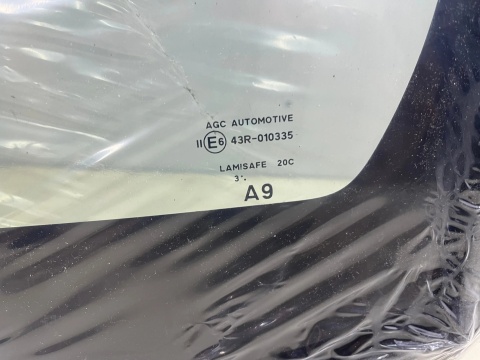 AGC AUTOMOTIVE
II E6 43R-010335
LAMISAFE 20C
3:.
A9